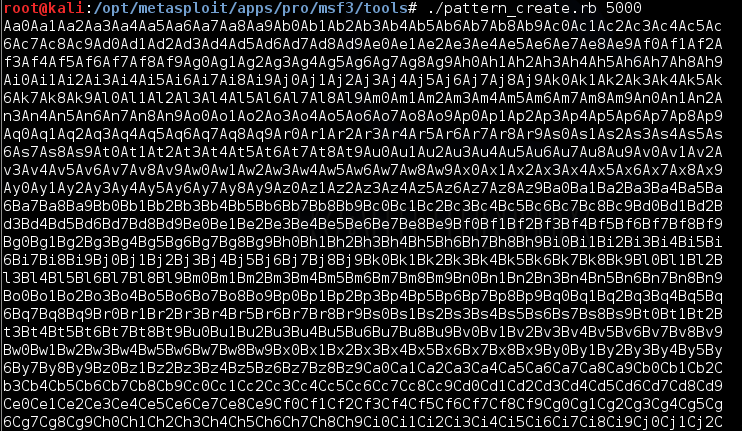 root@kali:/opt/metasploit/apps/pro/msf3/tools# ./pattern_create.rb 5000
Aa0Aa1Aa2Aa3Aa4Aa5Aa6Aa7Aa8Aa9Ab0Ab1Ab2Ab3Ab4Ab5Ab6Ab7Ab8Ab9Ac0Ac1Ac2Ac3Ac4Ac5Ac
6Ac7Ac8Ac9Ad0Ad1Ad2Ad3Ad4Ad5Ad6Ad7Ad8Ad9Ae0Ae1Ae2Ae3Ae4Ae5Ae6Ae7Ae8Ae9Af0Af1Af2A
f3Af4Af5Af6Af7Af8Af9Ag0Ag1Ag2Ag3Ag4Ag5Ag6Ag7Ag8Ag9Ah0Ah1Ah2Ah3Ah4Ah5Ah6Ah7Ah8Ah9
Ai0Ai1Ai2Ai3Ai4Ai5Ai6Ai7Ai8Ai9Aj0Aj1Aj2Aj3Aj4Aj5Aj6Aj7Aj8Aj9Ak0Ak1Ak2Ak3Ak4Ak5Ak
6Ak7Ak8Ak9Al0Al1Al2Al3Al4Al5Al6Al7Al8Al9Am0Am1Am2Am3Am4Am5Am6Am7Am8Am9An0An1An2A
n3An4An5An6An7An8An9Ao0Ao1Ao2Ao3Ao4Ao5Ao6Ao7Ao8Ao9Ap0Ap1Ap2Ap3Ap4Ap5Ap6Ap7Ap8Ap9
Aq0Aq1Aq2Aq3Aq4Aq5Aq6Aq7Aq8Aq9Ar0Ar1Ar2Ar3Ar4Ar5Ar6Ar7Ar8Ar9As0As1As2As3As4As5As
6As7As8As9At0At1At2At3At4At5At6At7At8At9Au0Au1Au2Au3Au4Au5Au6Au7Au8Au9Av0Av1Av2A
v3Av4Av5Av6Av7Av8Av9Aw0Aw1Aw2Aw3Aw4Aw5Aw6Aw7Aw8Aw9Ax0Ax1Ax2Ax3Ax4Ax5Ax6Ax7Ax8Ax9
Ay0Ay1Ay2Ay3Ay4Ay5Ay6Ay7Ay8Ay9Az0Az1Az2Az3Az4Az5Az6Az7Az8Az9Ba0Ba1Ba2Ba3Ba4Ba5Ba
6Ba7Ba8Ba9Bb0Bb1Bb2Bb3Bb4Bb5Bb6Bb7Bb8Bb9Bc0Bc1Bc2Bc3Bc4Bc5Bc6Bc7Bc8Bc9Bd0Bd1Bd2B
d3Bd4Bd5Bd6Bd7Bd8Bd9Be0Be1Be2Be3Be4Be5Be6Be7Be8Be9Bf0Bf1Bf2Bf3Bf4Bf5Bf6Bf7Bf8Bf9
Bg0Bg1Bg2Bg3Bg4Bg5Bg6Bg7Bg8Bg9Bh0Bh1Bh2Bh3Bh4Bh5Bh6Bh7Bh8Bh9Bi0Bi1Bi2Bi3Bi4Bi5Bi
6Bi7Bi8Bi9Bj0Bj1Bj2Bj3Bj4Bj5Bj6Bj7Bj8Bj9Bk0Bk1Bk2Bk3Bk4Bk5Bk6Bk7Bk8Bk9Bl0Bl1Bl2B
l3Bl4Bl5Bl6Bl7Bl8Bl9Bm0Bm1Bm2Bm3Bm4Bm5Bm6Bm7Bm8Bm9Bn0Bn1Bn2Bn3Bn4Bn5Bn6Bn7Bn8Bn9
Bo0Bo1Bo2Bo3Bo4Bo5Bo6Bo7Bo8Bo9Bp0Bp1Bp2Bp3Bp4Bp5Bp6Bp7Bp8Bp9Bq0Bq1Bq2Bq3Bq4Bq5Bq
6Bq7Bq8Bq9Br0Br1Br2Br3Br4Br5Br6Br7Br8Br9Bs0Bs1Bs2Bs3Bs4Bs5Bs6Bs7Bs8Bs9Bt0Bt1Bt2B
t3Bt4Bt5Bt6Bt7Bt8Bt9Bu0Bu1Bu2Bu3Bu4Bu5Bu6Bu7Bu8Bu9Bv0Bv1Bv2Bv3Bv4Bv5Bv6Bv7Bv8Bv9
Bw0Bw1Bw2Bw3Bw4Bw5Bw6Bw7Bw8Bw9Bx0Bx1Bx2Bx3Bx4Bx5Bx6Bx7Bx8Bx9By0By1By2By3By4By5By
6By7By8By9Bz0Bz1Bz2Bz3Bz4Bz5Bz6Bz7Bz8Bz9Ca0Ca1Ca2Ca3Ca4Ca5Ca6Ca7Ca8Ca9Cb0Cb1Cb2C
b3Cb4Cb5Cb6Cb7Cb8Cb9Cc0Cc1Cc2Cc3Cc4Cc5Cc6Cc7Cc8Cc9Cd0Cd1Cd2Cd3Cd4Cd5Cd6Cd7Cd8Cd9
Ce0Ce1Ce2Ce3Ce4Ce5Ce6Ce7Ce8Ce9Cf0Cf1Cf2Cf3Cf4Cf5Cf6Cf7Cf8Cf9Cg0Cg1Cg2Cg3Cg4Cg5Cg
6Cg7Cg8Cg9Ch0Ch1Ch2Ch3Ch4Ch5Ch6Ch7Ch8Ch9Ci0Ci1Ci2Ci3Ci4Ci5Ci6Ci7Ci8Ci9Cj0Cj1Cj2C